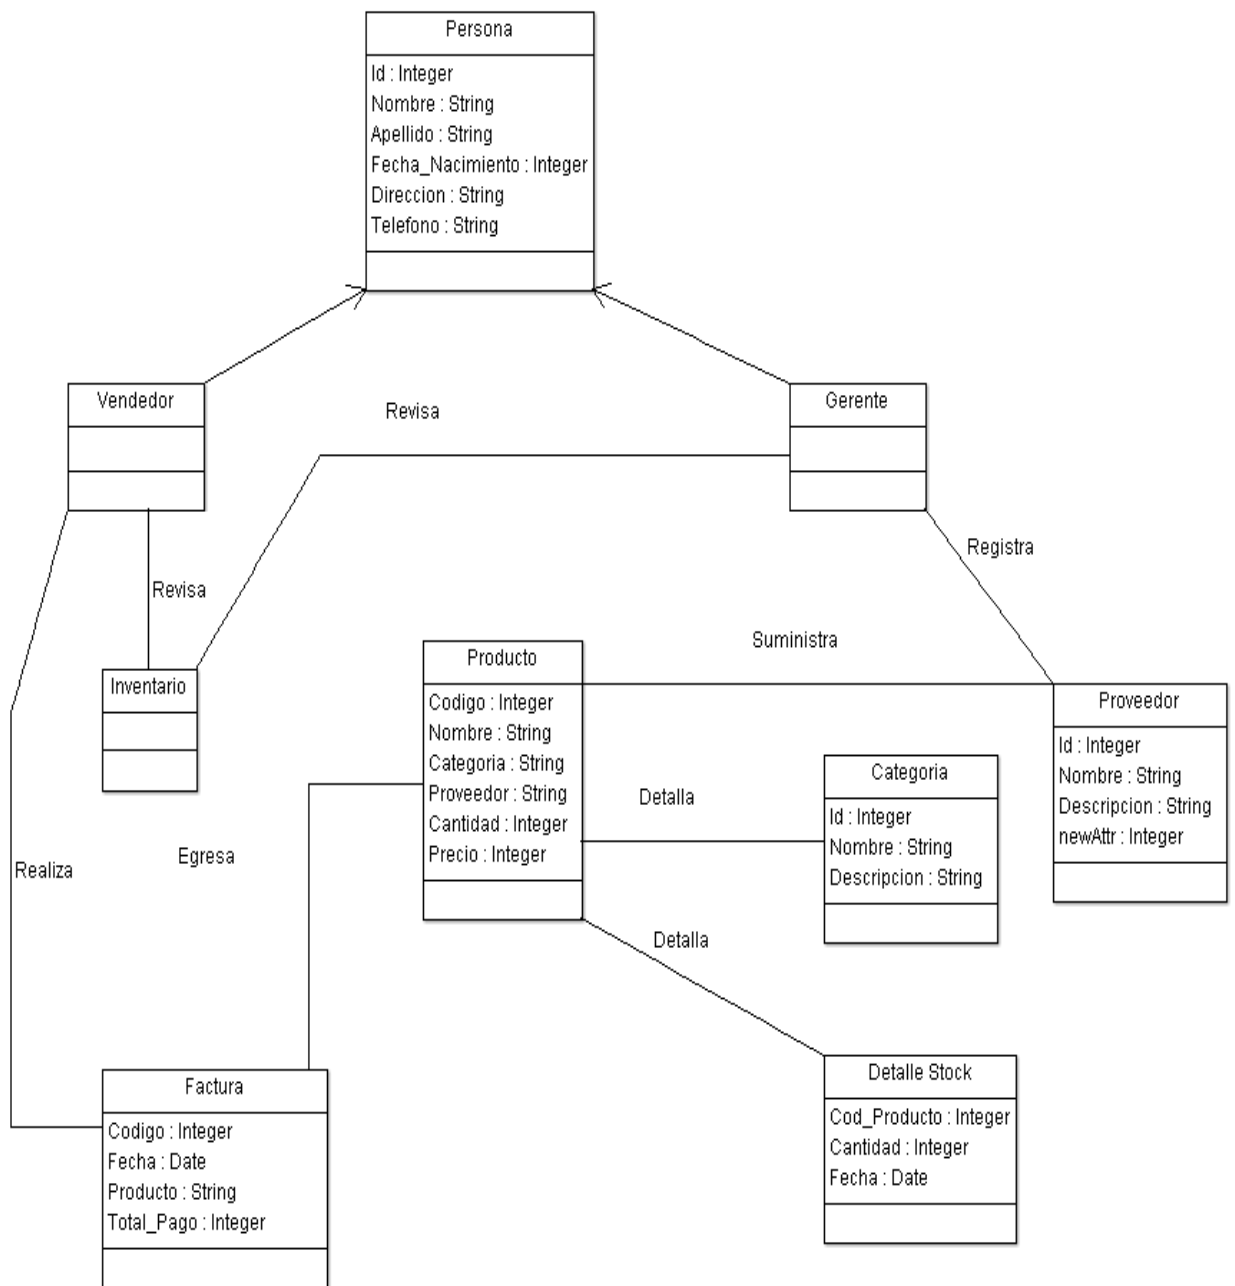 Persona
Id : Integer
Nombre : String
Apellido : String
Fecha_Nacimiento : Integer
Direccion : String
Telefono : String
Vendedor
Revisa
Gerente
Registra
Revisa
Inventario
Suministra
Producto
Codigo : Integer
Nombre : String
Categoria : String
Proveedor : String
Cantidad : Integer
Precio : Integer
Proveedor
Id : Integer
Nombre : String
Descripcion : String
newAttr : Integer
Detalla
Categoria
Id : Integer
Nombre : String
Descripcion : String
Realiza
Egresa
Detalla
Factura
Codigo : Integer
Fecha : Date
Producto : String
Total_Pago : Integer
Detalle Stock
Cod_Producto : Integer
Cantidad : Integer
Fecha : Date